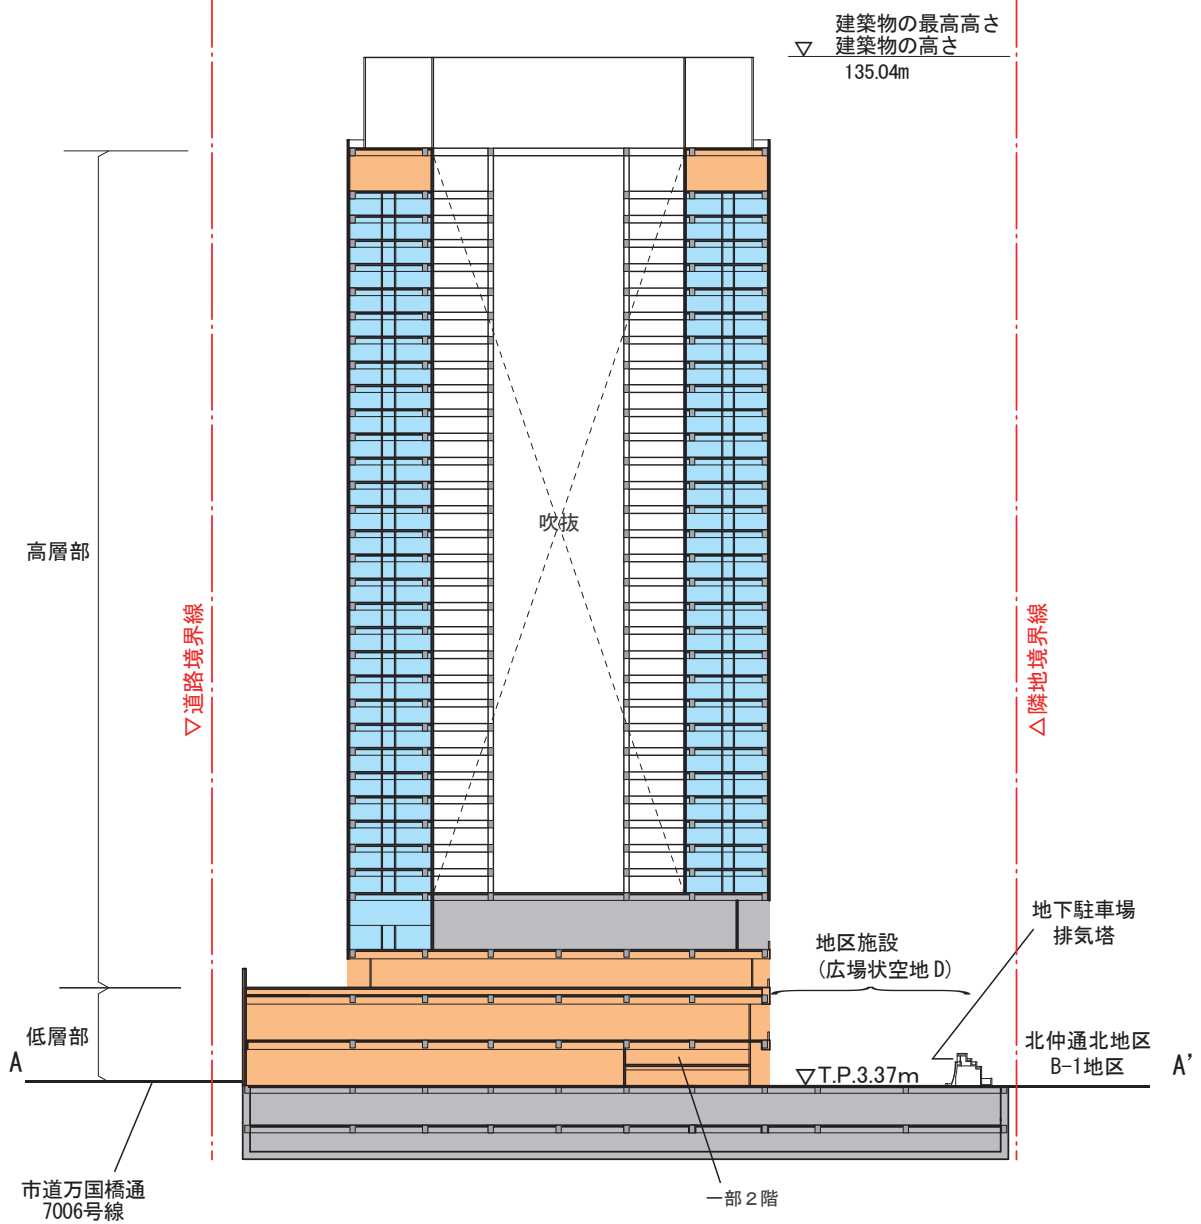 建築物の最高高さ
▽ 建築物の高さ
135.04m
高層部
吹抜
▽道路境界線
△隣地境界線
地下駐車場
排気塔
地区施設
(広場状空地D)
低層部
北仲通北地区
B-1地区
A
A'
▽T.P.3.37m
市道万国橋通
7006号線
一部2階